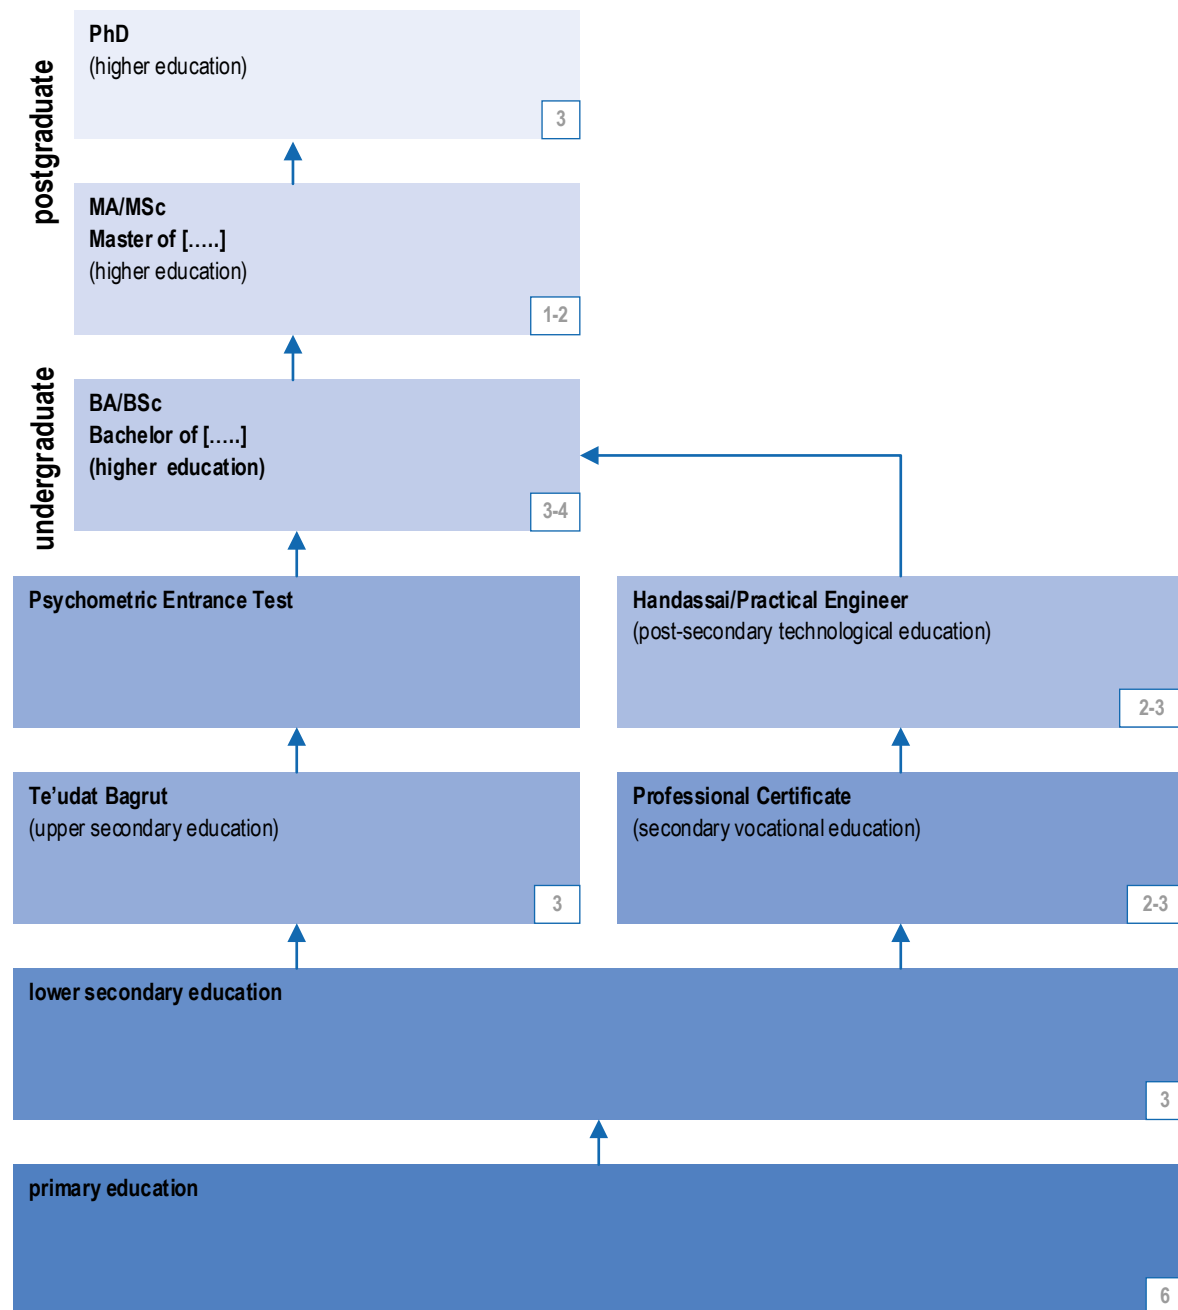 postgraduate
PhD
(higher education)
3
MA/MSc
Master of [.....]
(higher education)
1-2
undergraduate
BA/BSc
Bachelor of [.....]
(higher education)
3-4
Psychometric Entrance Test
Handassai/Practical Engineer
(post-secondary technological education)
2-3
Te’udat Bagrut
(upper secondary education)
3
Professional Certificate
(secondary vocational education)
2-3
lower secondary education
3
primary education
6